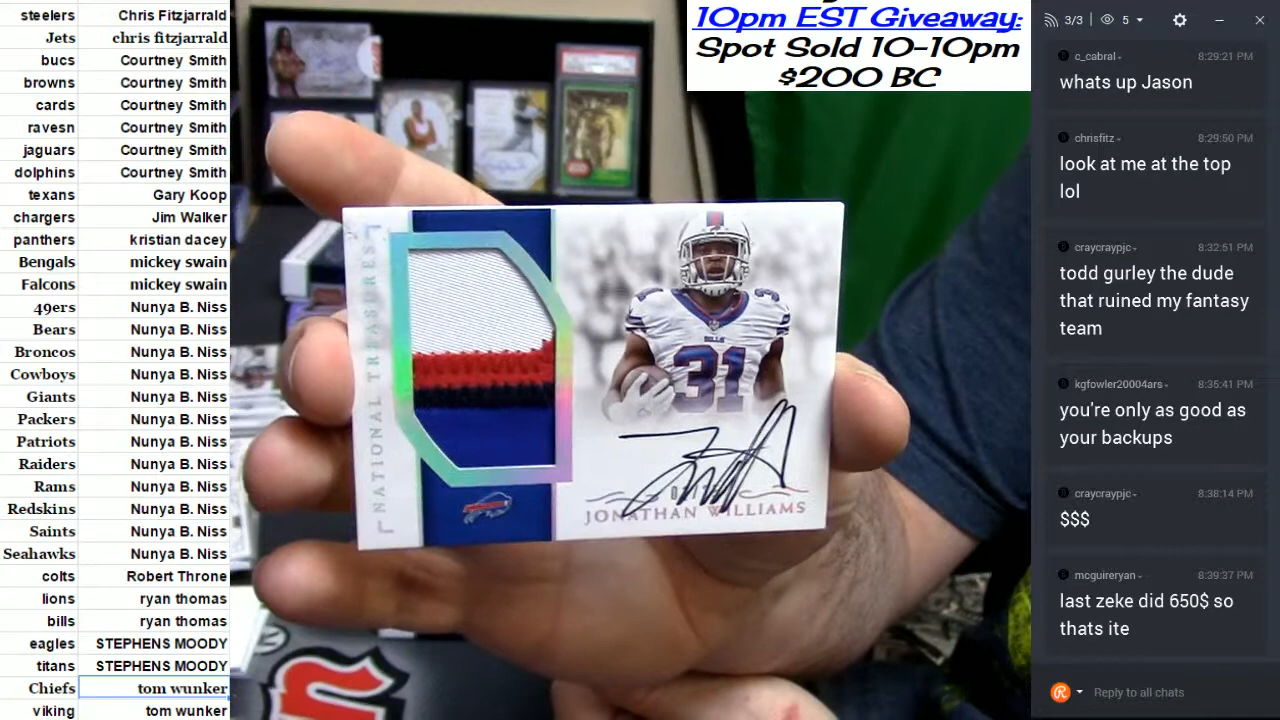 steelers Chris Fitzjarrald
Jets chris fitzjarrald
bucs Courtney Smith
browns Courtney Smith
cards Courtney Smith
ravesn Courtney Smith
jaguars Courtney Smith
dolphins Courtney Smith
texans Gary Koop
chargers Jim Walker
panthers kristian dacey
Bengals mickey swain
Falcons mickey swain
49ers Nunya B. Niss
Bears Nunya B. Niss
Broncos Nunya B. Niss
Cowboys Nunya B. Niss
Giants Nunya B. Niss
Packers Nunya B. Niss
Patriots Nunya B. Niss
Raiders Nunya B. Niss
Rams Nunya B. Niss
Redskins Nunya B. Niss
Saints Nunya B. Niss
Seahawks Nunya B. Niss
colts Robert Throne
lions ryan thomas
bills ryan thomas
eagles STEPHENS MOODY
titans STEPHENS MOODY
Chiefs tom wunker
viking tom wunker
10pm EST Giveaway:
Spot Sold 10-10pm
$200 BC
NATIONAL TREASURES
BILLS
31
31
JONATHAN WILLIAMS
3/3 5
c_cabral 8:29:21 PM
whats up Jason
chrisfitz 8:29:50 PM
look at me at the top
lol
craycraypjc 8:32:51 PM
todd gurley the dude
that ruined my fantasy
team
kgfowler20004ars 8:35:41 PM
you're only as good as
your backups
craycraypjc 8:38:14 PM
$$$
mcguireryan 8:39:37 PM
last zeke did 650$ so
thats ite
Reply to all chats